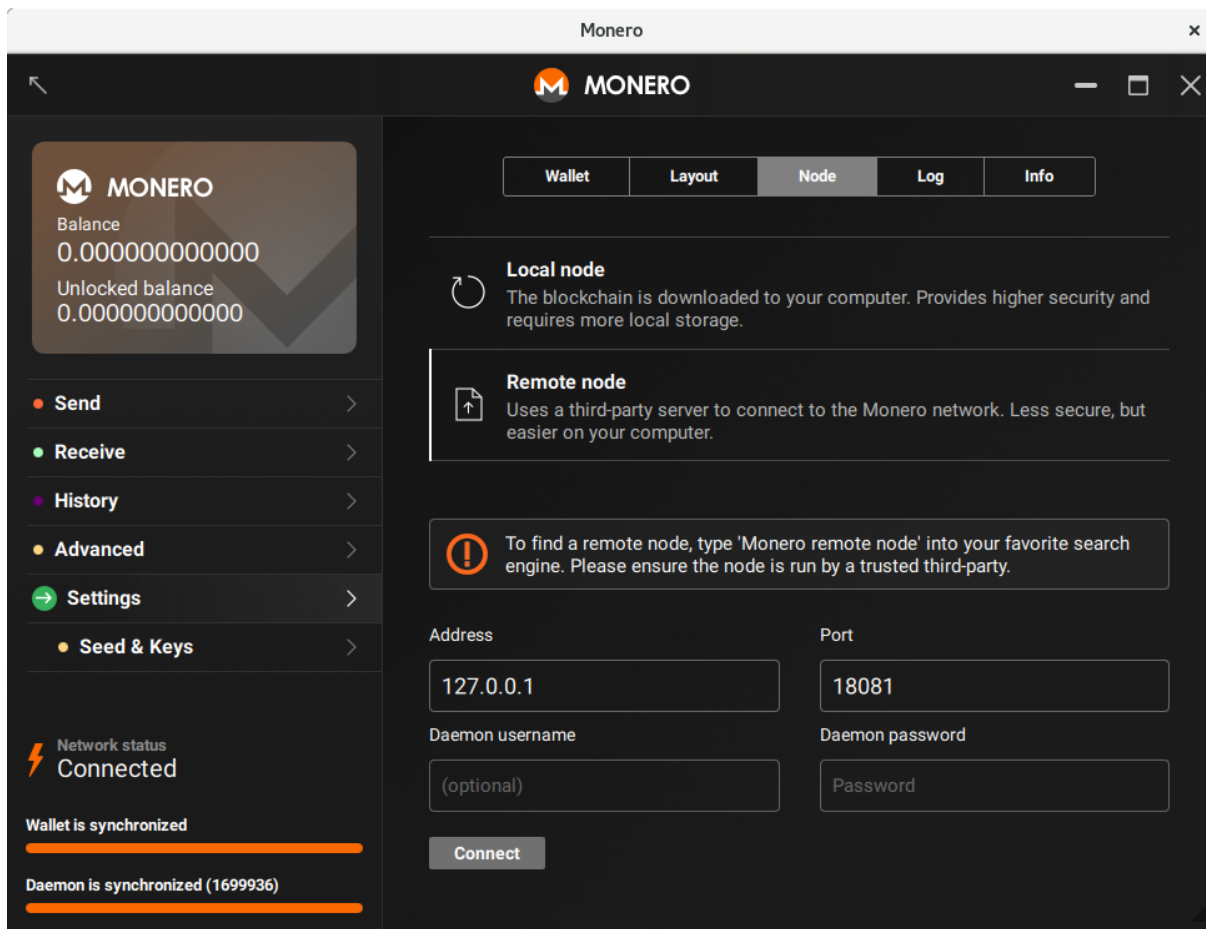 Monero
MONERO
MONERO
Balance
0.000000000000
Unlocked balance
0.000000000000
Send
Receive
History
Advanced
Settings
Seed & Keys
Network status
Connected
Wallet is synchronized
Daemon is synchronized (1699936)
Wallet Layout Node Log Info
Local node
The blockchain is downloaded to your computer. Provides higher security and
requires more local storage.
Remote node
Uses a third-party server to connect to the Monero network. Less secure, but
easier on your computer.
To find a remote node, type 'Monero remote node' into your favorite search
engine. Please ensure the node is run by a trusted third-party.
Address Port
127.0.0.1 18081
Daemon username Daemon password
(optional) Password
Connect